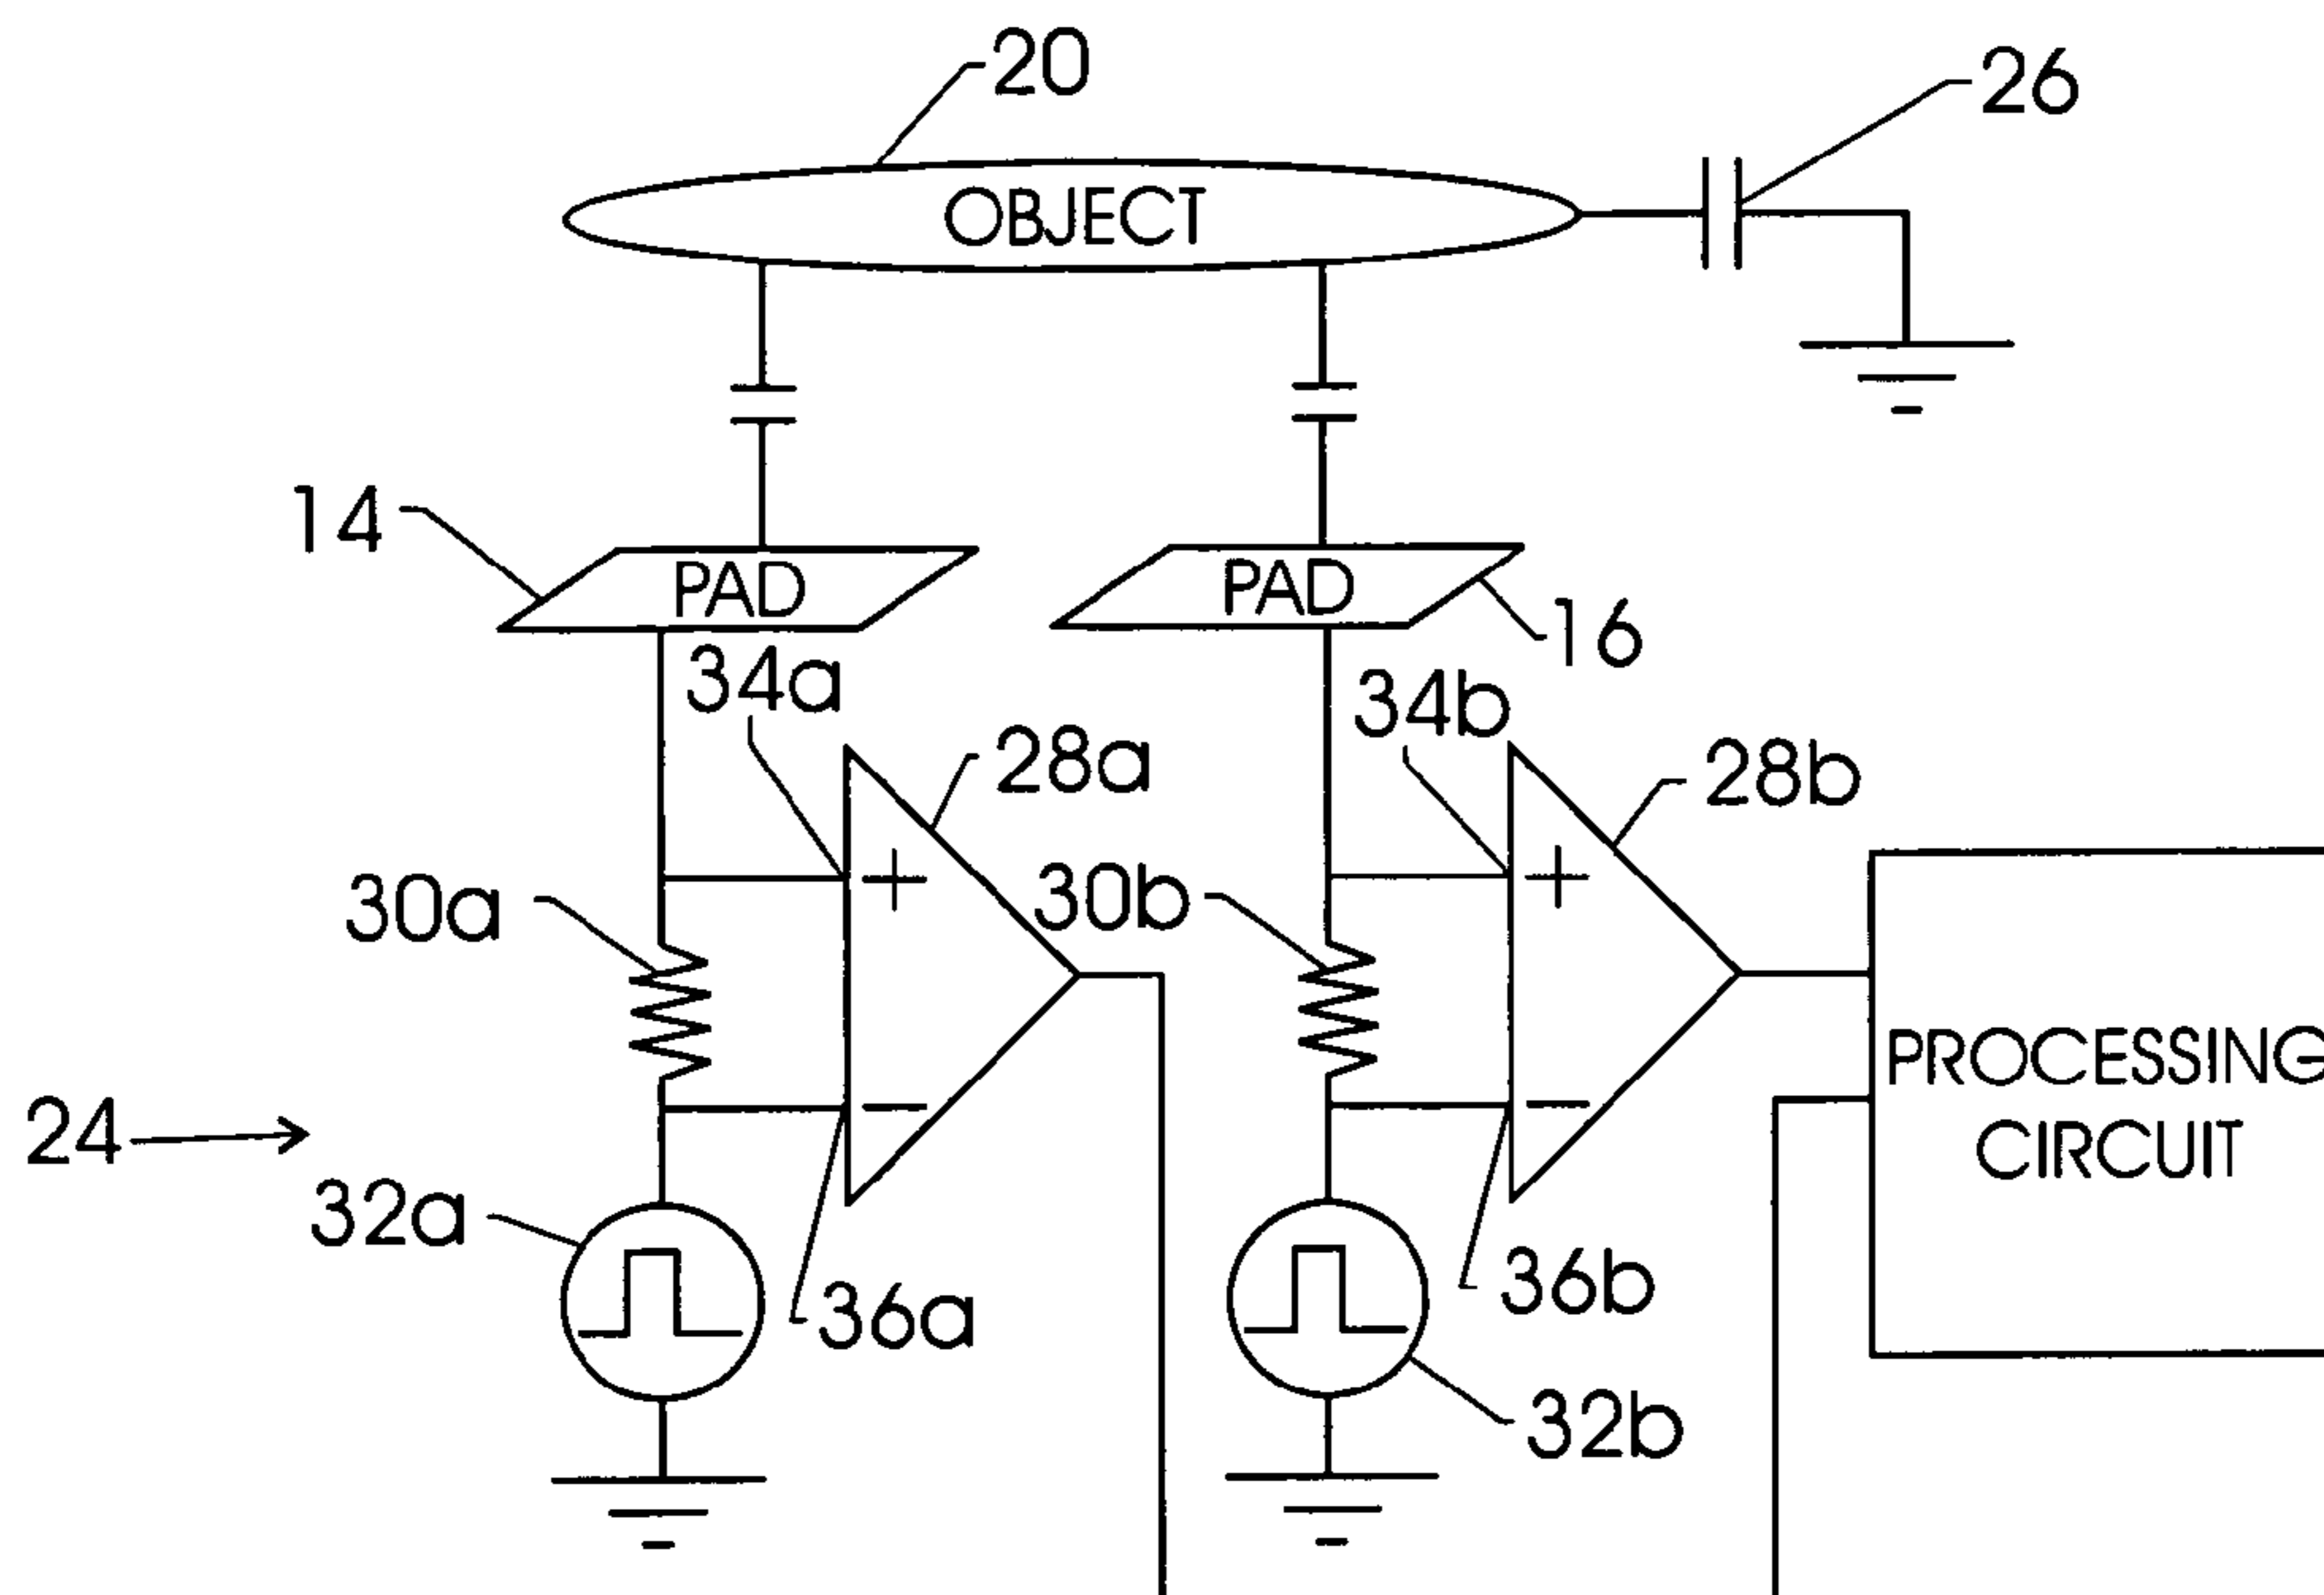 20
26
OBJECT
14
PAD
PAD
16
34a
34b
28a
28b
30a
30b
+
+
PROCESSING
CIRCUIT
24
−
−
32a
36a
36b
32b